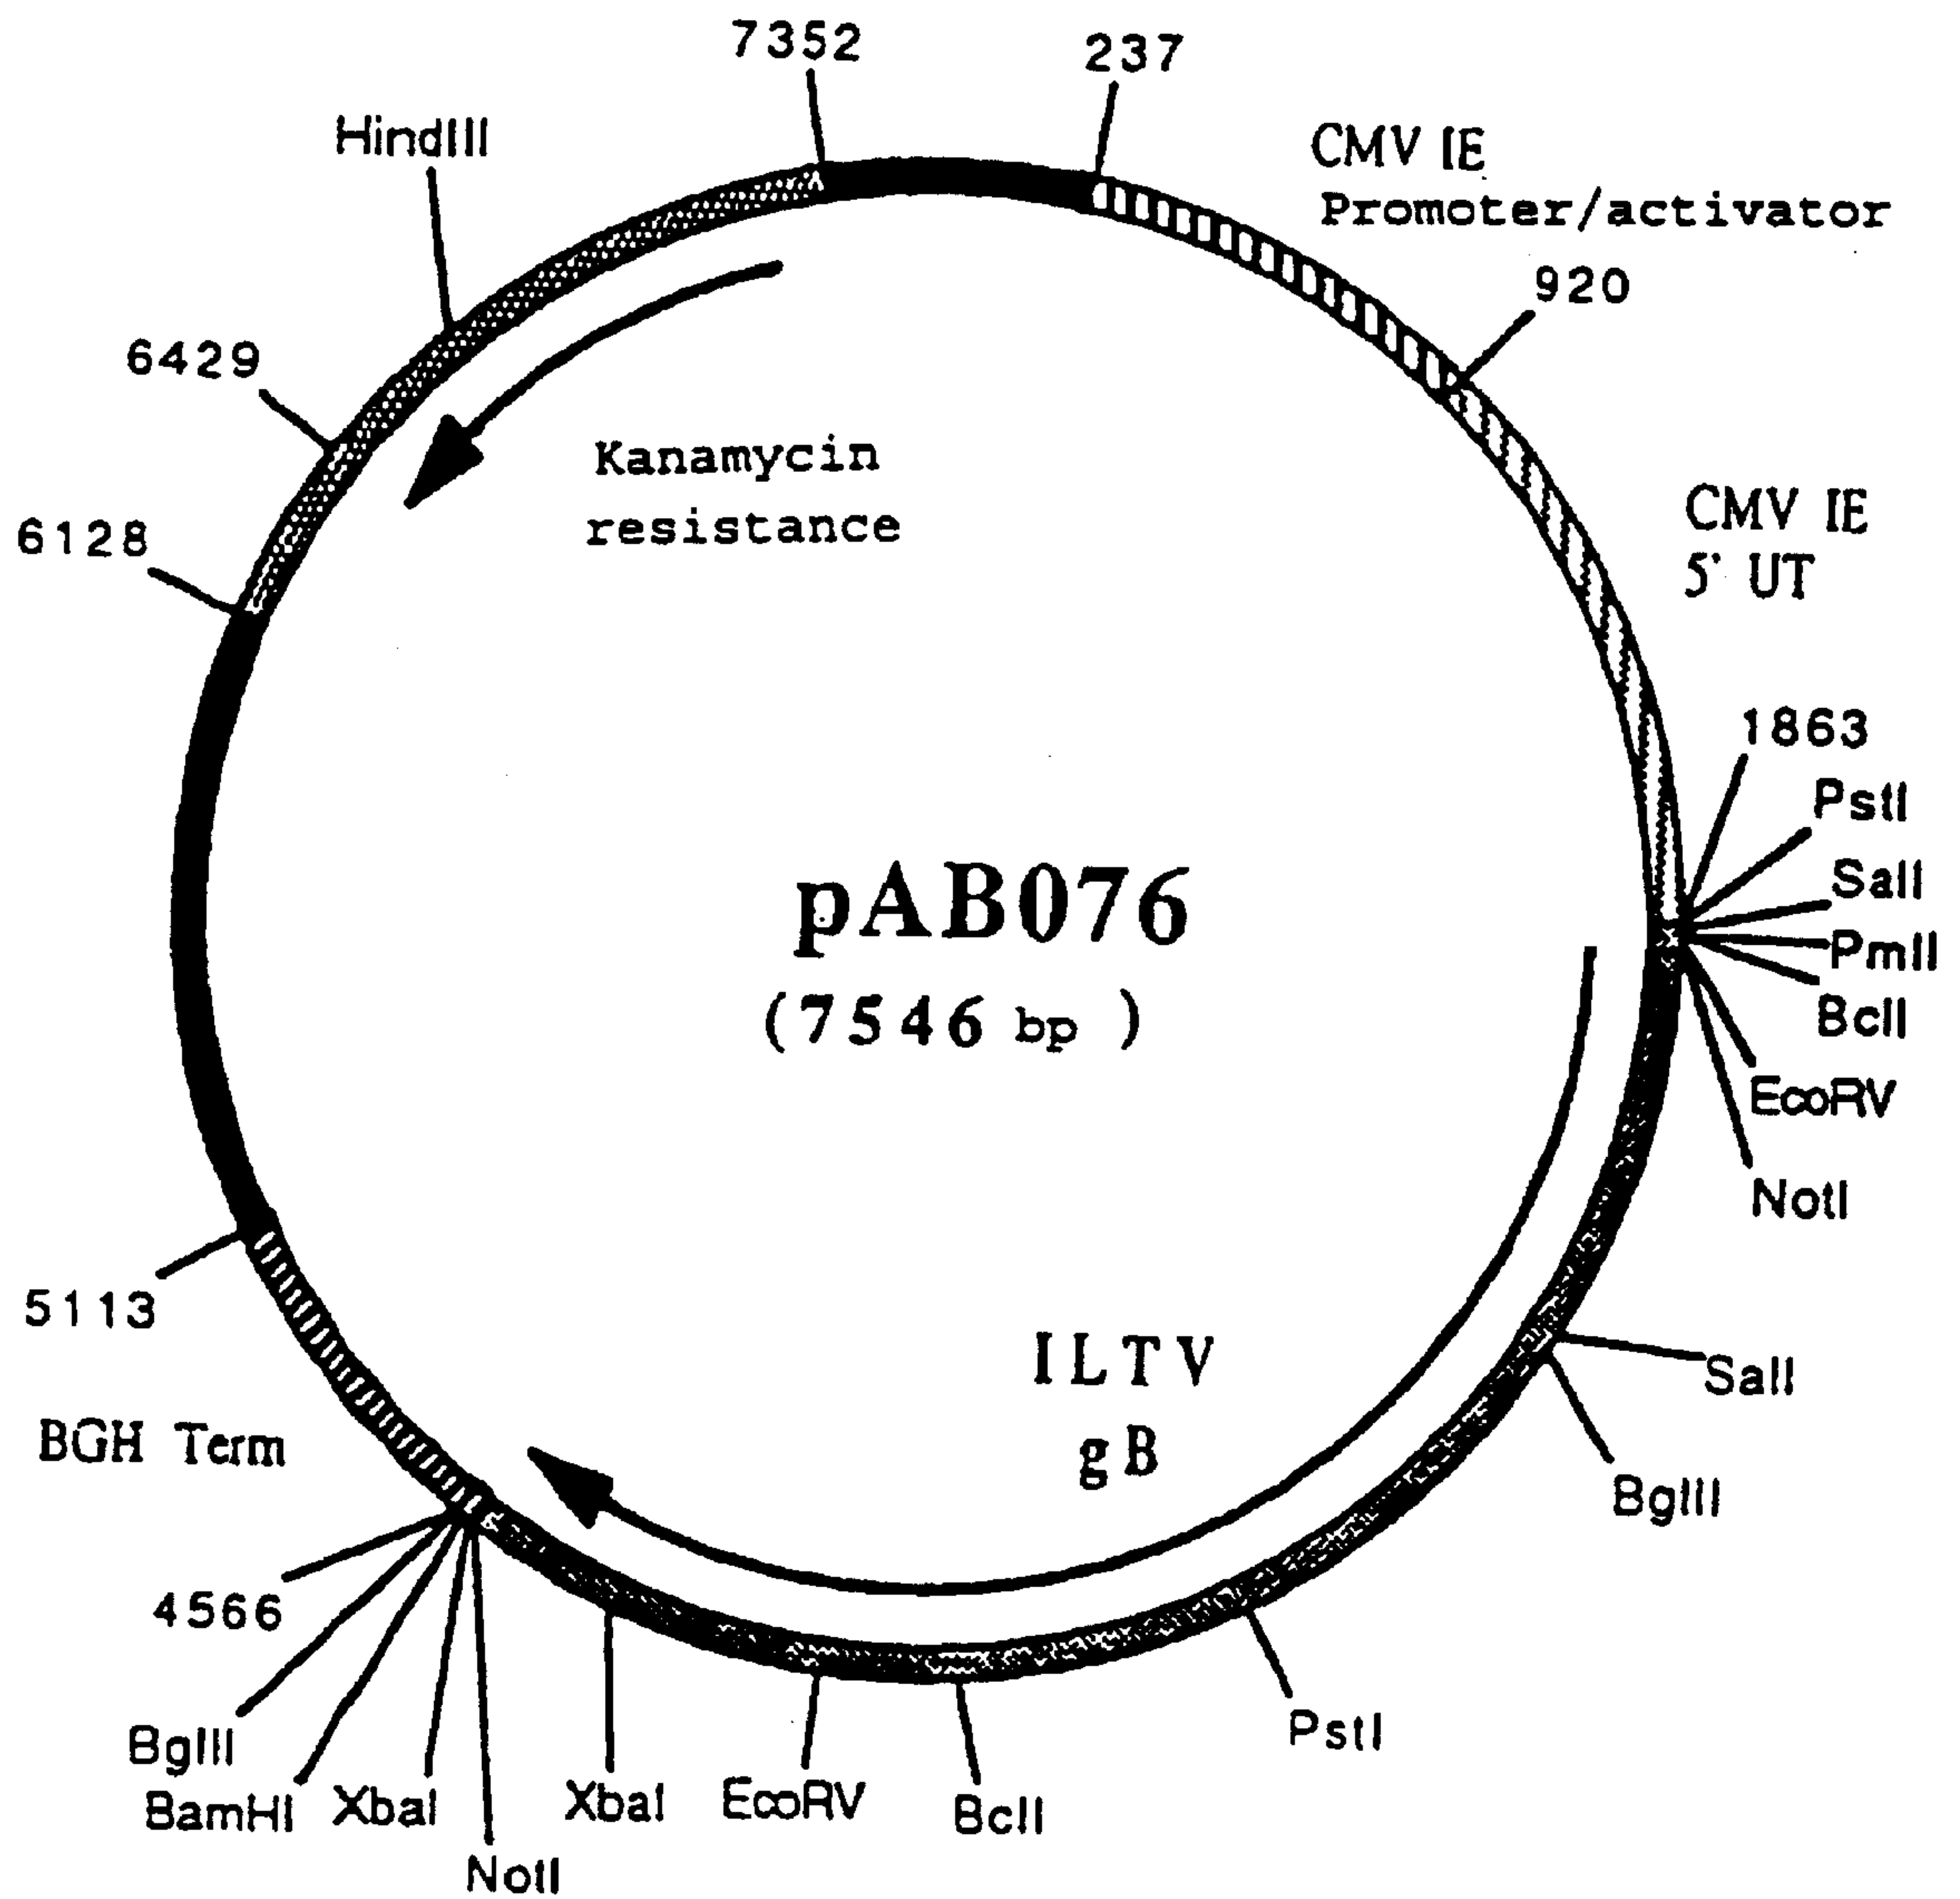 7352
237
HindIII
CMV IE
Promoter/activator
920
6429
Kanamycin
resistance
6128
CMV IE
5' UT
1863
PstI
SalI
PmlI
BclI
EcoRV
NotI
pAB076
(7546 bp )
5113
ILTV
gB
SalI
BglII
BGH Term
4566
BglII
BamHI
XbaI
NotI
XbaI
EcoRV
BclI
PstI